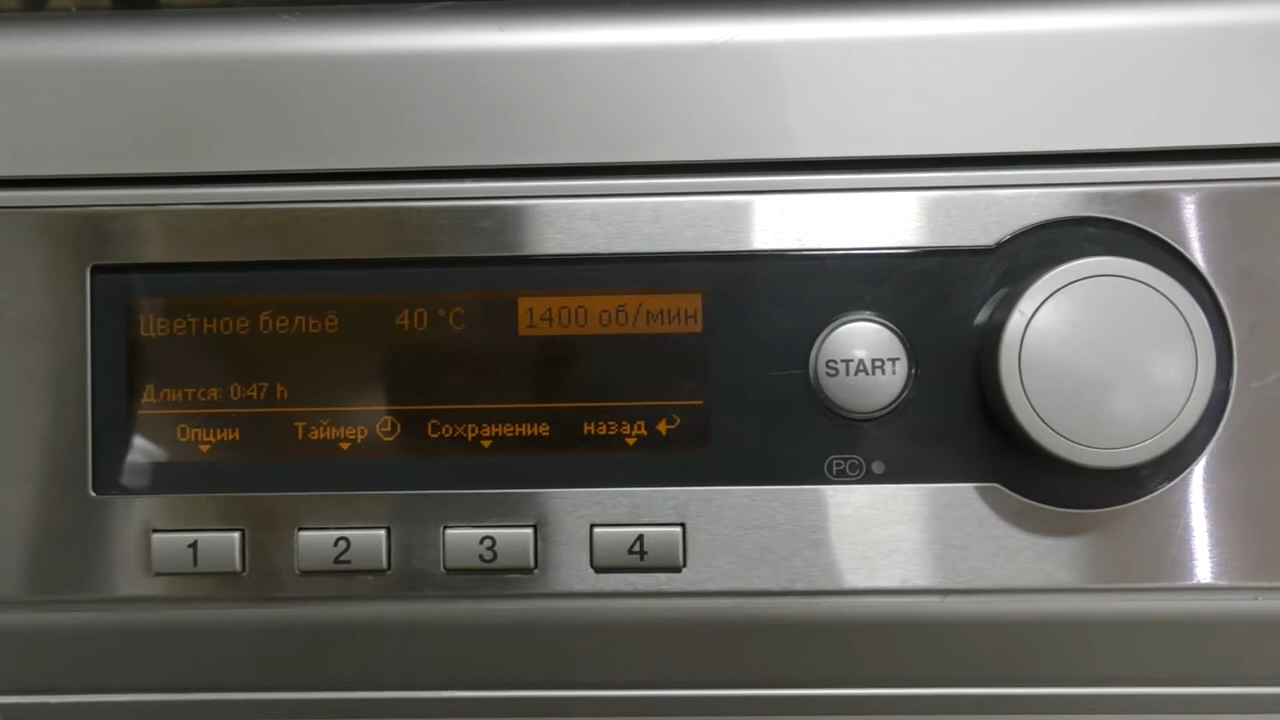 Цветное бельё 40 °C 1400 об/мин
Длится: 0:47 h
Опции Таймер Сохранение назад
START
PC
1 2 3 4